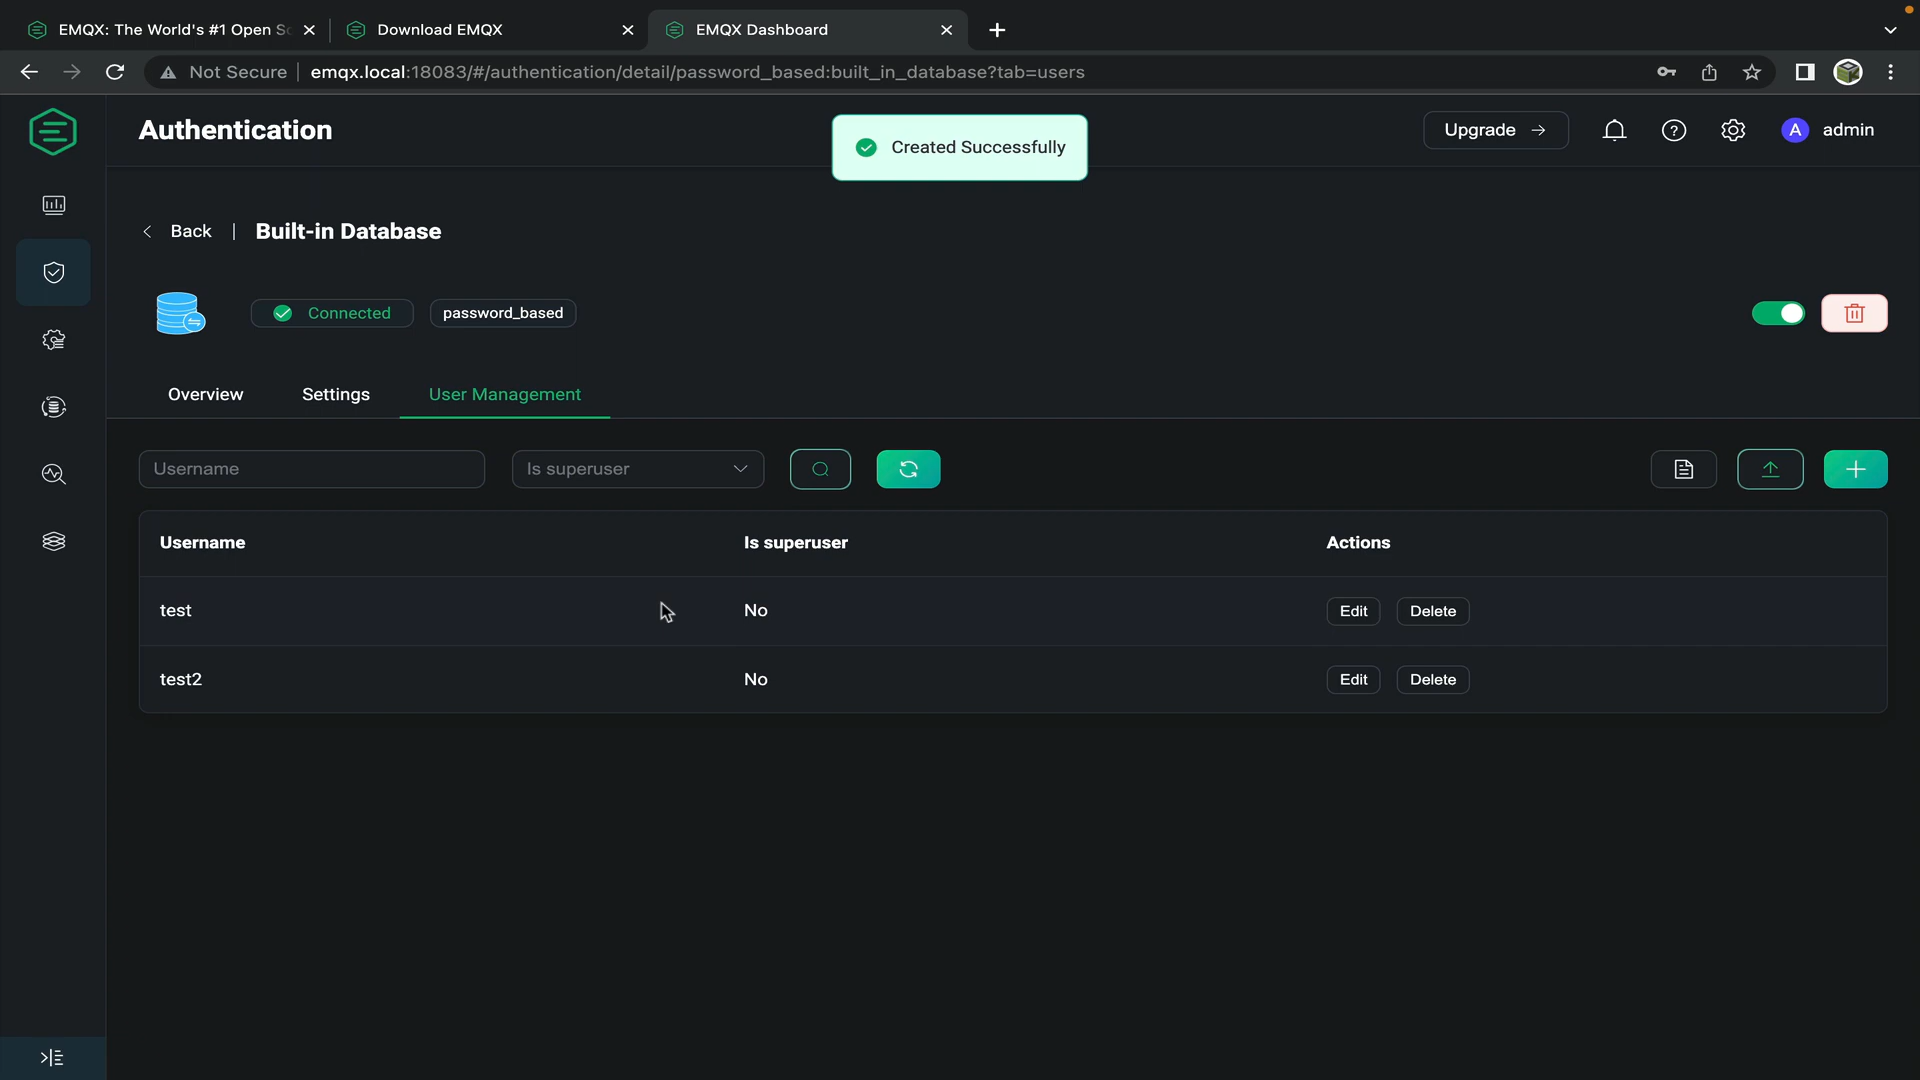 EMQX: The World's #1 Open So
Download EMQX
EMQX Dashboard
Not Secure
emqx.local:18083/#/authentication/detail/password_based:built_in_database?tab=users
Authentication
Created Successfully
Upgrade
A
admin
Back | Built-in Database
Connected
password_based
Overview
Settings
User Management
Username
Is superuser
Username
Is superuser
Actions
test
No
Edit
Delete
test2
No
Edit
Delete